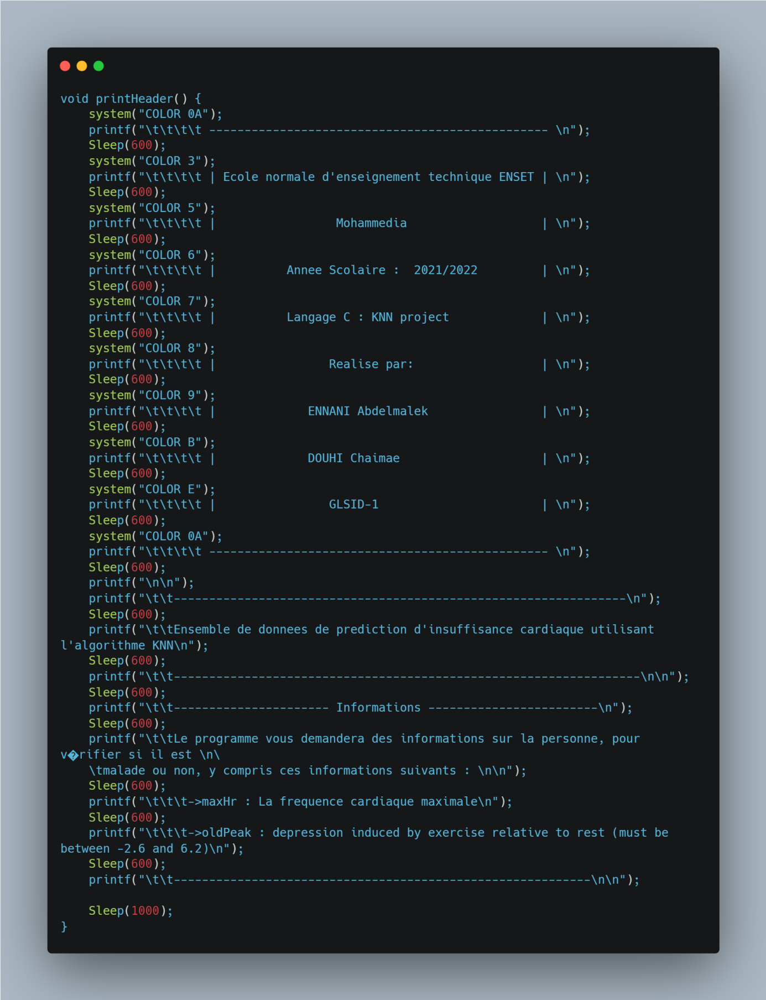 void printHeader() {
    system("COLOR 0A");
    printf("\t\t\t\t ------------------------------------------------ \n");
    Sleep(600);
    system("COLOR 3");
    printf("\t\t\t\t | Ecole normale d'enseignement technique ENSET | \n");
    Sleep(600);
    system("COLOR 5");
    printf("\t\t\t\t |                 Mohammedia                   | \n");
    Sleep(600);
    system("COLOR 6");
    printf("\t\t\t\t |          Annee Scolaire :  2021/2022         | \n");
    Sleep(600);
    system("COLOR 7");
    printf("\t\t\t\t |          Langage C : KNN project             | \n");
    Sleep(600);
    system("COLOR 8");
    printf("\t\t\t\t |                Realise par:                  | \n");
    Sleep(600);
    system("COLOR 9");
    printf("\t\t\t\t |             ENNANI Abdelmalek                | \n");
    Sleep(600);
    system("COLOR B");
    printf("\t\t\t\t |             DOUHI Chaimae                    | \n");
    Sleep(600);
    system("COLOR E");
    printf("\t\t\t\t |                GLSID-1                       | \n");
    Sleep(600);
    system("COLOR 0A");
    printf("\t\t\t\t ------------------------------------------------ \n");
    Sleep(600);
    printf("\n\n");
    printf("\t\t----------------------------------------------------------------\n");
    Sleep(600);
    printf("\t\tEnsemble de donnees de prediction d'insuffisance cardiaque utilisant
l'algorithme KNN\n");
    Sleep(600);
    printf("\t\t------------------------------------------------------------------\n\n");
    Sleep(600);
    printf("\t\t---------------------- Informations ------------------------\n");
    Sleep(600);
    printf("\t\tLe programme vous demandera des informations sur la personne, pour
v�rifier si il est \n\
    \tmalade ou non, y compris ces informations suivants : \n\n");
    Sleep(600);
    printf("\t\t\t->maxHr : La frequence cardiaque maximale\n");
    Sleep(600);
    printf("\t\t\t->oldPeak : depression induced by exercise relative to rest (must be
between -2.6 and 6.2)\n");
    Sleep(600);
    printf("\t\t-----------------------------------------------------------\n\n");

    Sleep(1000);
}